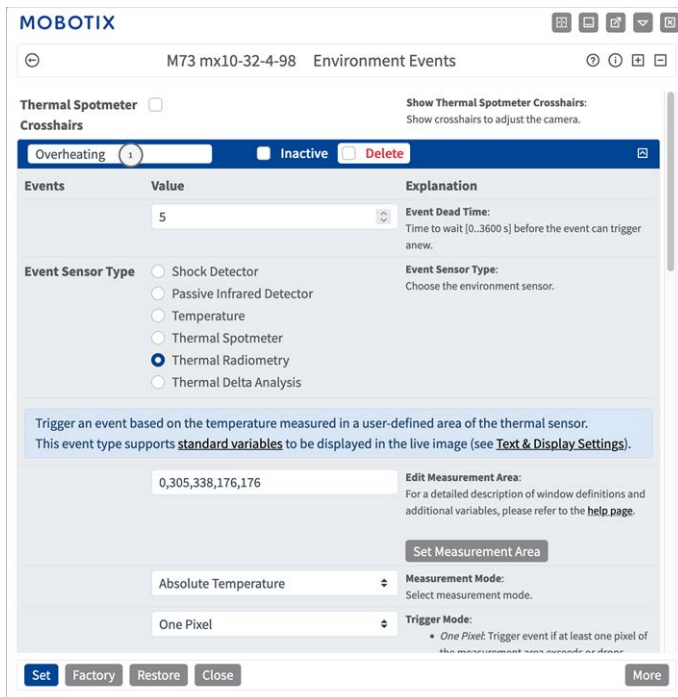 MOBOTIX
M73 mx10-32-4-98 Environment Events
Thermal Spotmeter
Crosshairs
Show Thermal Spotmeter Crosshairs:
Show crosshairs to adjust the camera.
Overheating 1 Inactive Delete
Events Value Explanation
5
Event Dead Time:
Time to wait [0..3600 s] before the event can trigger
anew.
Event Sensor Type
Shock Detector
Passive Infrared Detector
Temperature
Thermal Spotmeter
Thermal Radiometry
Thermal Delta Analysis
Event Sensor Type:
Choose the environment sensor.
Trigger an event based on the temperature measured in a user-defined area of the thermal sensor.
This event type supports standard variables to be displayed in the live image (see Text & Display Settings).
0,305,338,176,176
Edit Measurement Area:
For a detailed description of window definitions and
additional variables, please refer to the help page.
Set Measurement Area
Absolute Temperature
Measurement Mode:
Select measurement mode.
One Pixel
Trigger Mode:
• One Pixel: Trigger event if at least one pixel of
the measurement area exceeds or drops
Set Factory Restore Close More